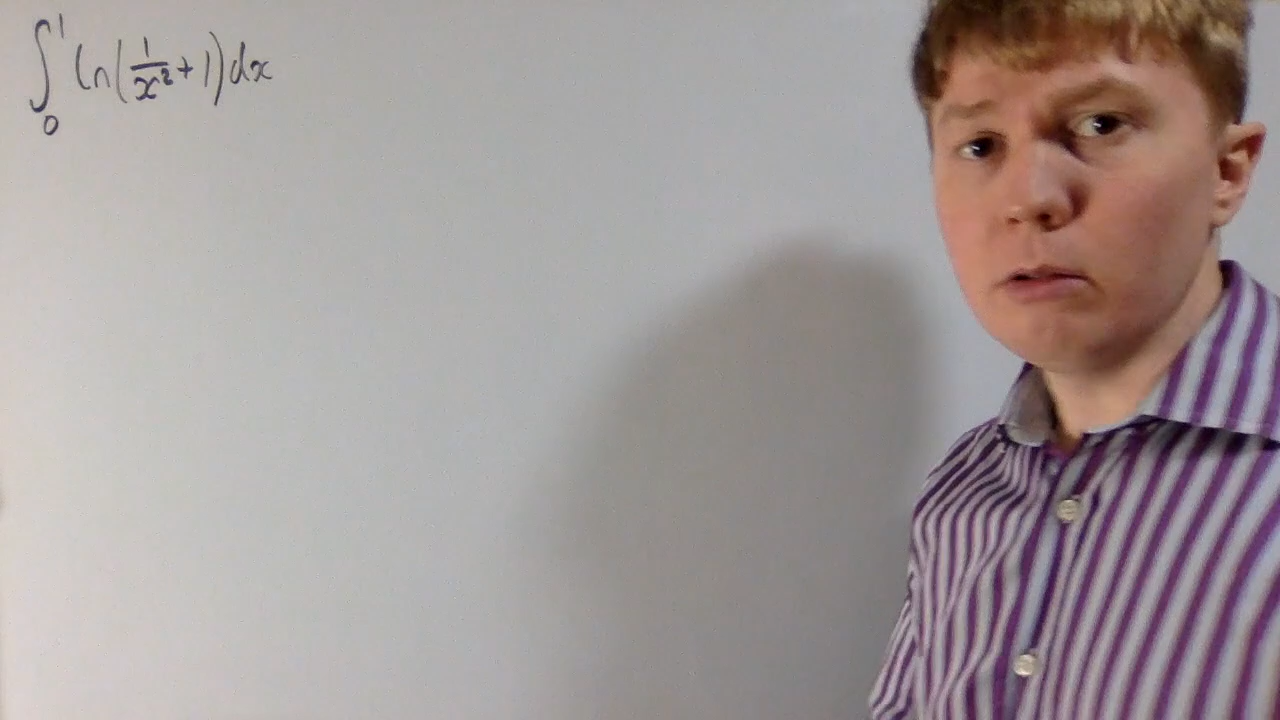 ∫₀¹ ln(1/x² + 1)dx